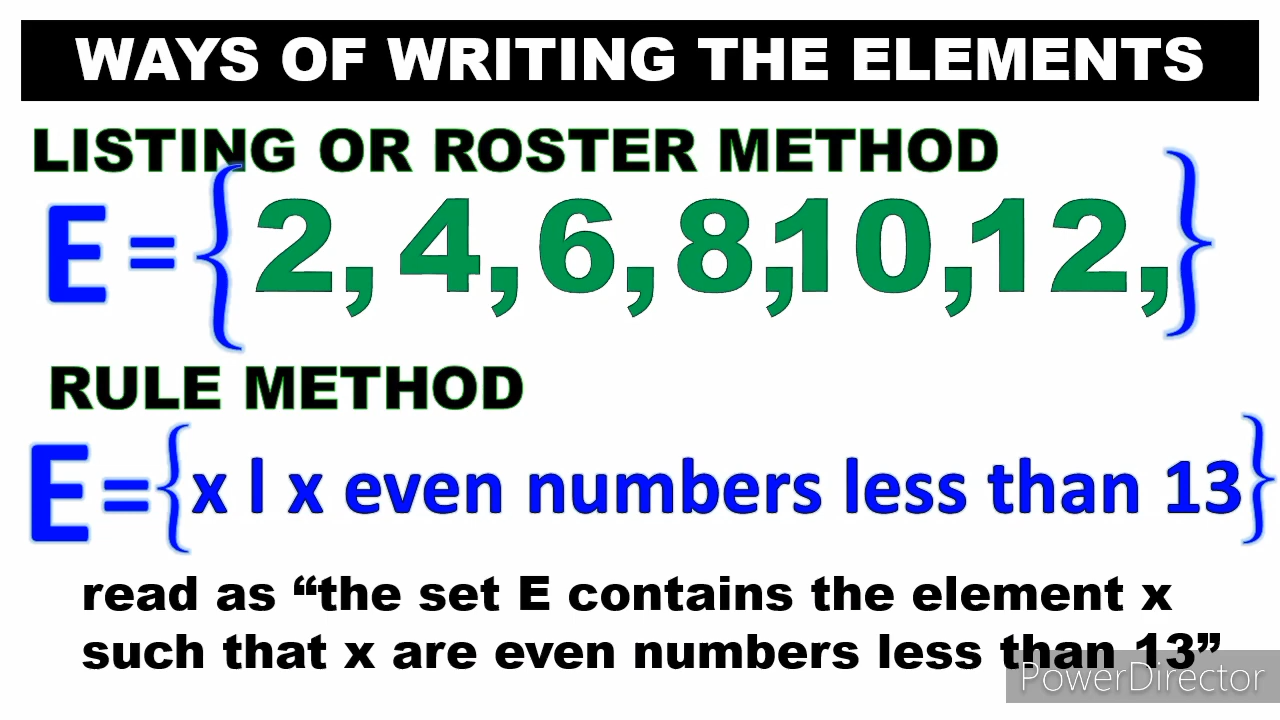 WAYS OF WRITING THE ELEMENTS
LISTING OR ROSTER METHOD
E = { 2, 4, 6, 8,10,12, }
RULE METHOD
E = { x l x even numbers less than 13 }
read as “the set E contains the element x
such that x are even numbers less than 13”
PowerDirector